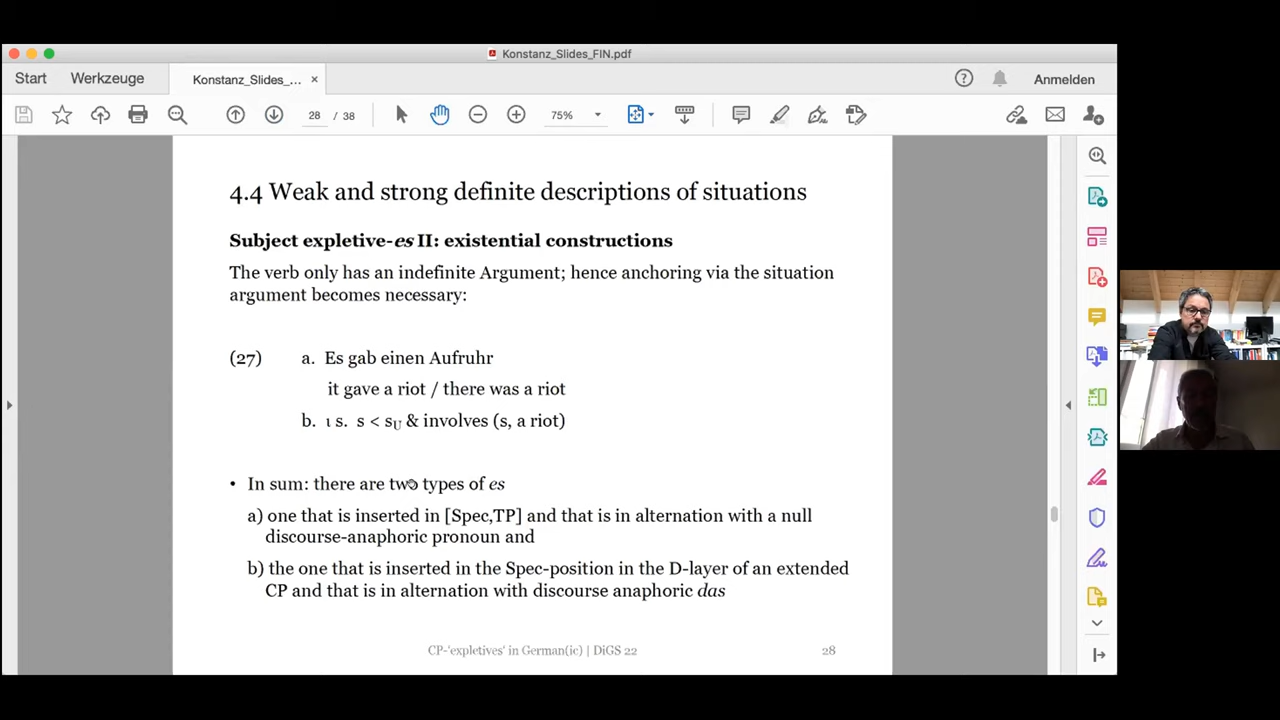 Konstanz_Slides_FIN.pdf
Start Werkzeuge Konstanz_Slides_... × Anmelden
28 / 38 75%
4.4 Weak and strong definite descriptions of situations
Subject expletive-es II: existential constructions
The verb only has an indefinite Argument; hence anchoring via the situation
argument becomes necessary:
(27) a. Es gab einen Aufruhr
it gave a riot / there was a riot
b. ι s. s < sU & involves (s, a riot)
• In sum: there are two types of es
a) one that is inserted in [Spec,TP] and that is in alternation with a null
discourse-anaphoric pronoun and
b) the one that is inserted in the Spec-position in the D-layer of an extended
CP and that is in alternation with discourse anaphoric das
CP-'expletives' in German(ic) | DiGS 22 28